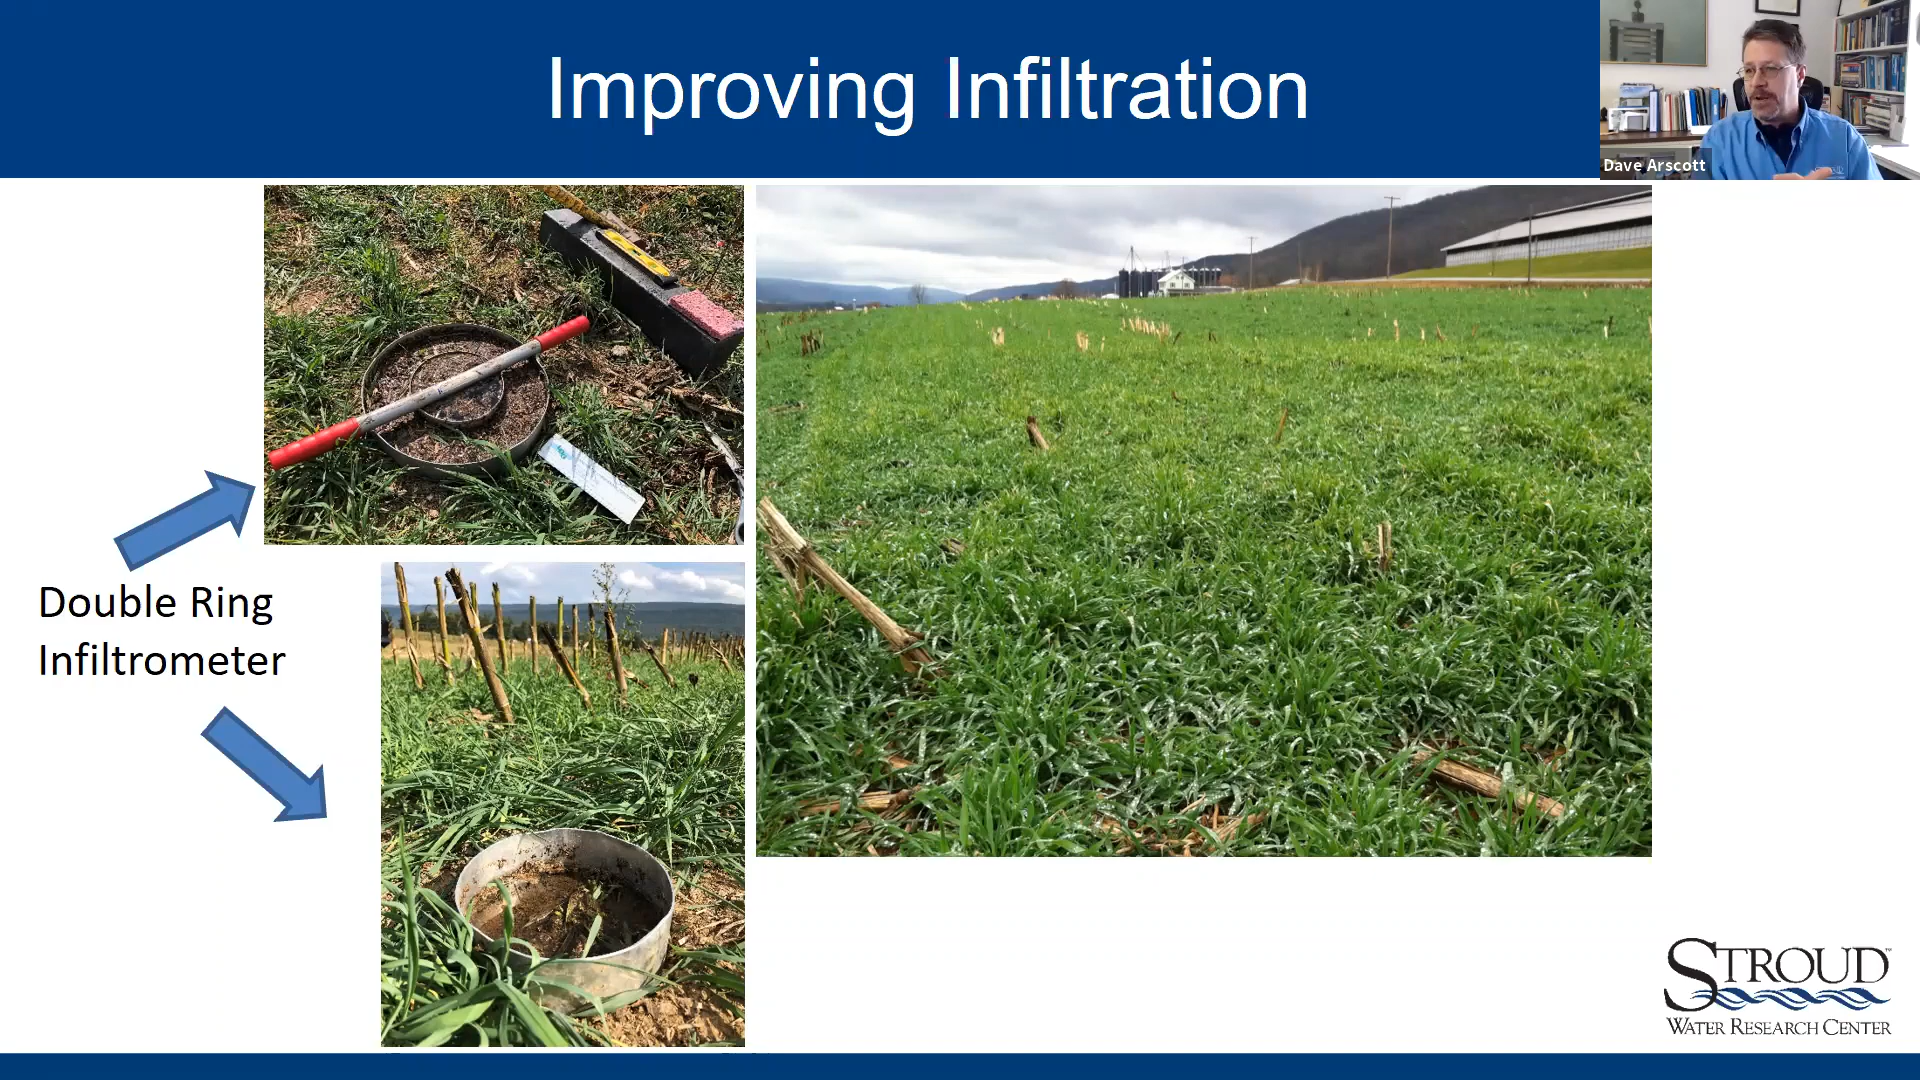 Improving Infiltration
Dave Arscott
Double Ring
Infiltrometer
STROUD
WATER RESEARCH CENTER